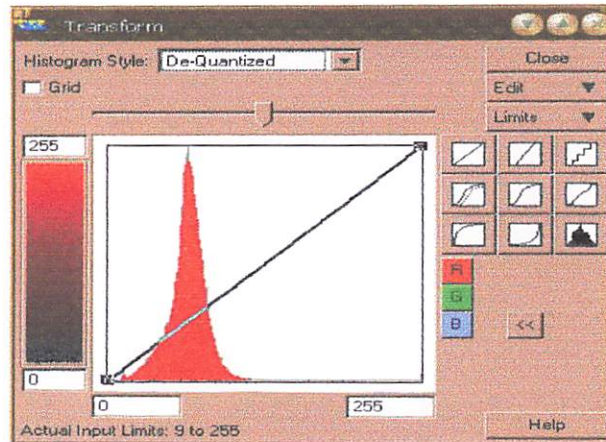 Transform
Histogram Style: De-Quantized
Close
Grid
Edit
Limits
255
R
G
B
<<
0
0
255
Actual Input Limits: 9 to 255
Help